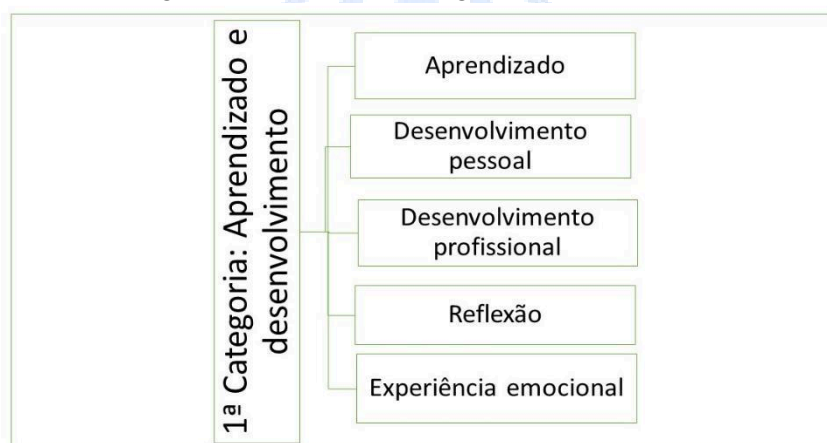 1ª Categoria: Aprendizado e
desenvolvimento
Aprendizado
Desenvolvimento
pessoal
Desenvolvimento
profissional
Reflexão
Experiência emocional